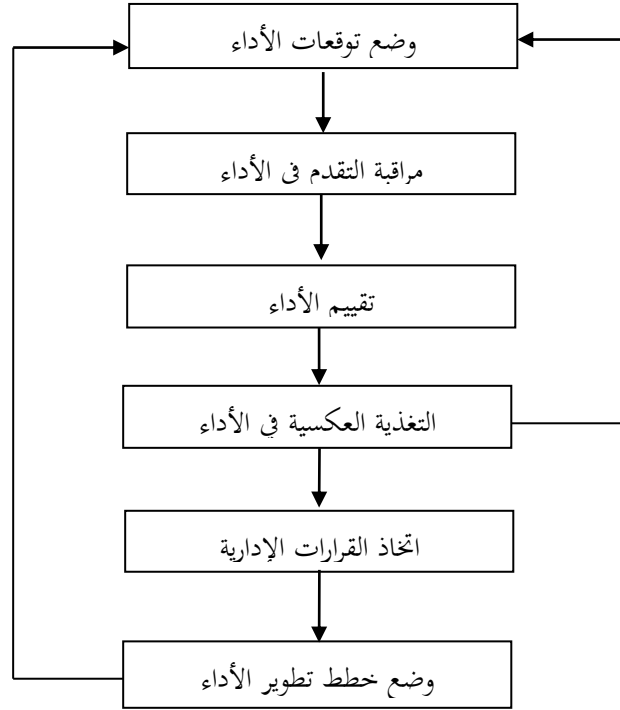 وضع توقعات الأداء
مراقبة التقدم فى الأداء
تقييم الأداء
التغذية العكسية في الأداء
اتخاذ القرارات الإدارية
وضع خطط تطوير الأداء